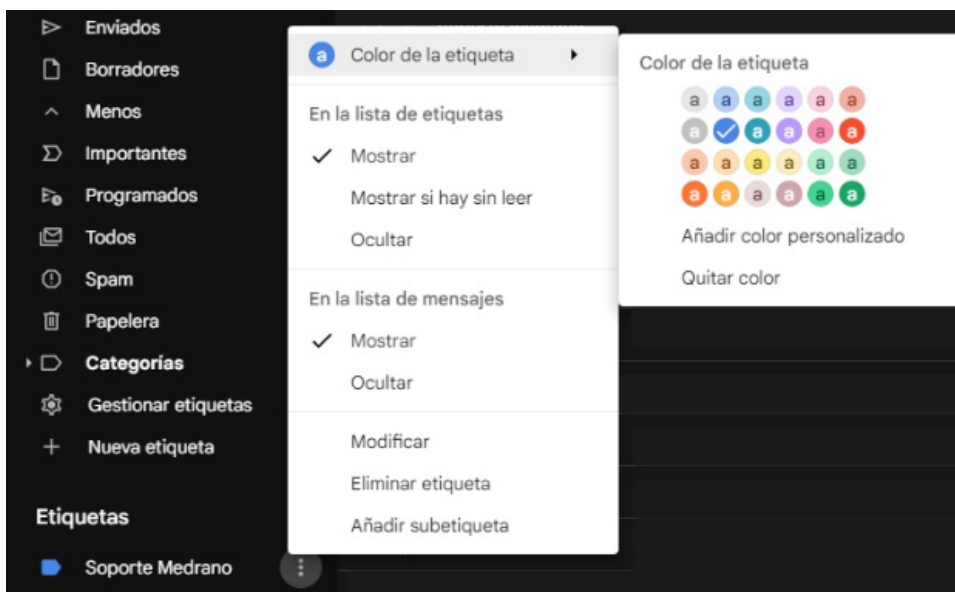 Enviados
Borradores
Menos
Importantes
Programados
Todos
Spam
Papelera
Categorías
Gestionar etiquetas
Nueva etiqueta
Etiquetas
Soporte Medrano
a Color de la etiqueta
En la lista de etiquetas
Mostrar
Mostrar si hay sin leer
Ocultar
En la lista de mensajes
Mostrar
Ocultar
Modificar
Eliminar etiqueta
Añadir subetiqueta
Color de la etiqueta
a a a a a a
a a a a a
a a a a a a
a a a a a a
Añadir color personalizado
Quitar color